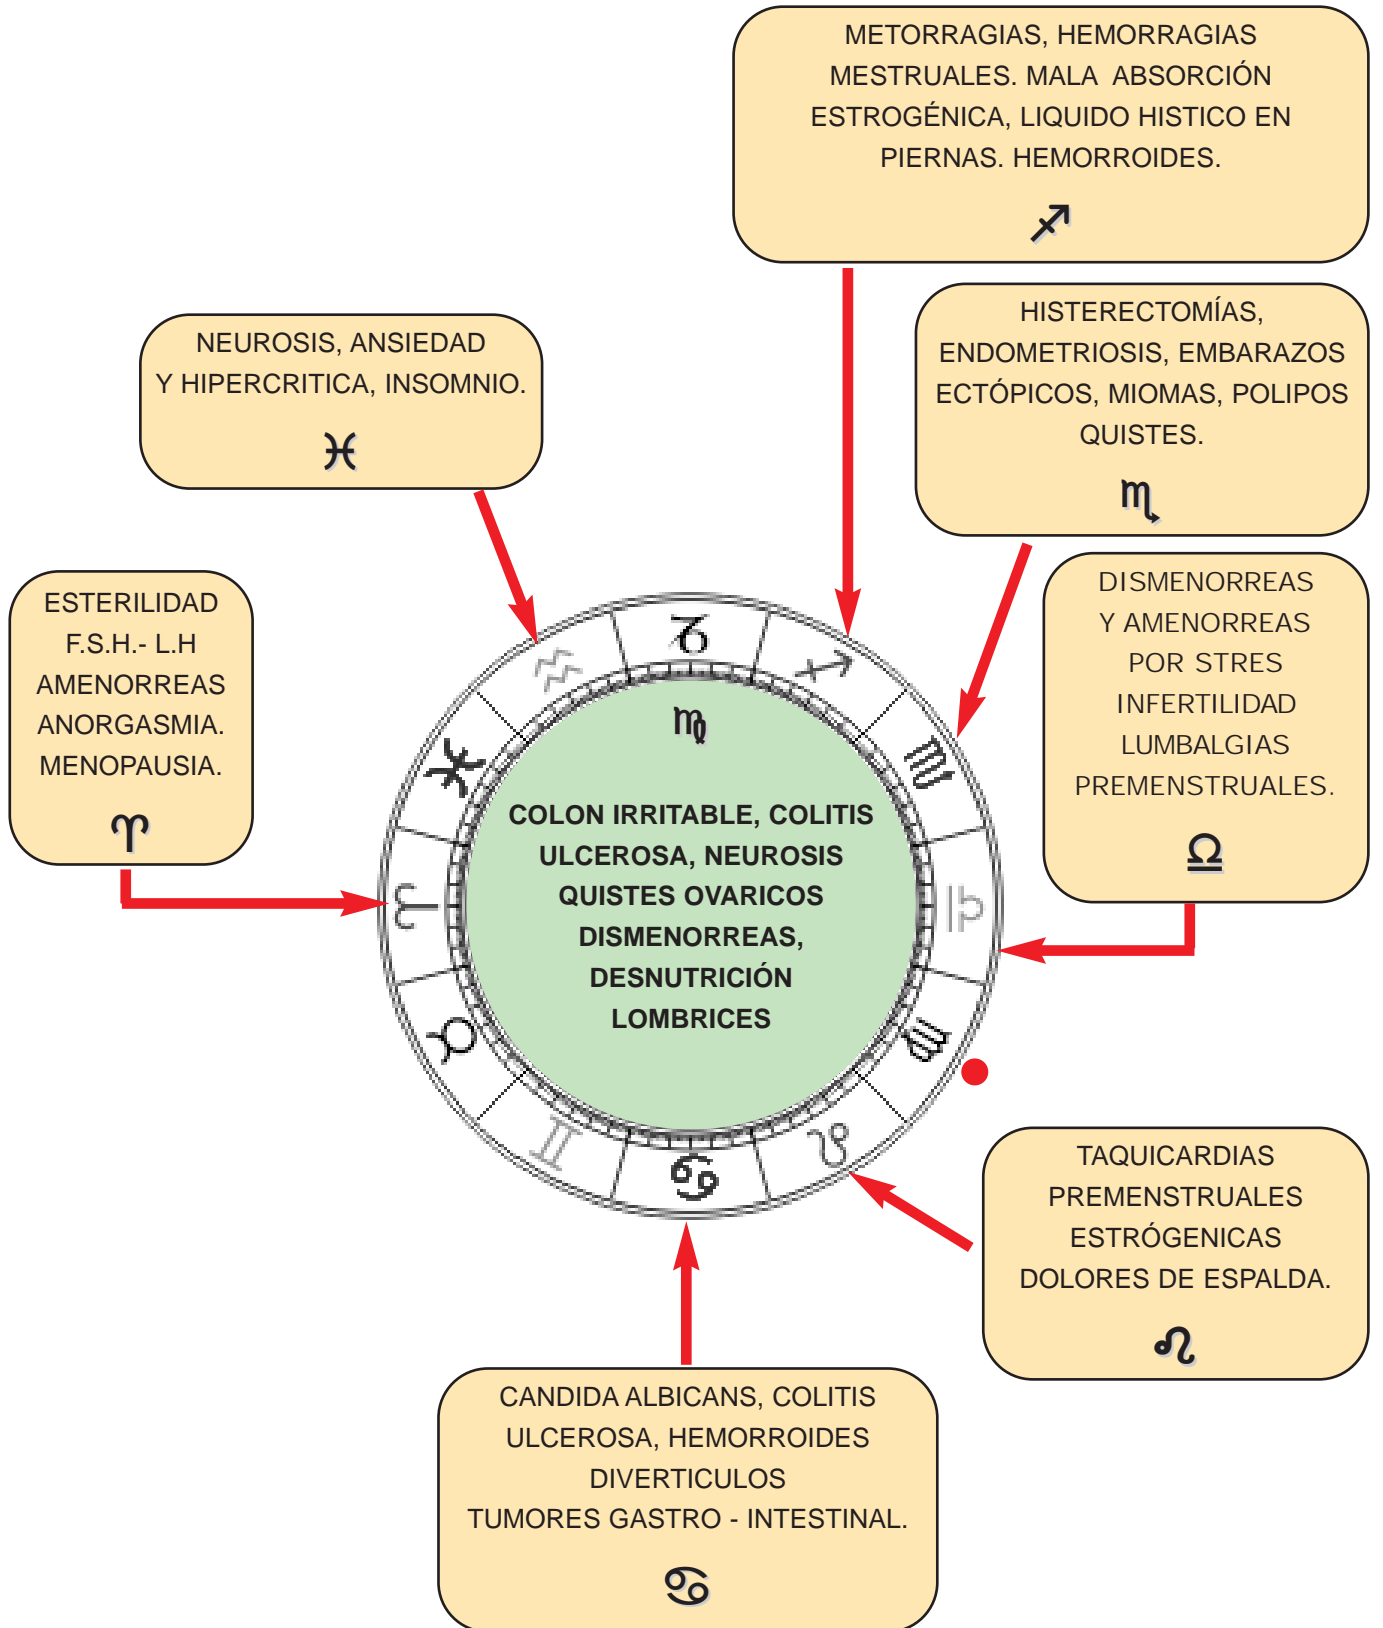 METORRAGIAS, HEMORRAGIAS
MESTRUALES. MALA ABSORCIÓN
ESTROGÉNICA, LIQUIDO HISTICO EN
PIERNAS. HEMORROIDES.
♐
HISTERECTOMÍAS,
ENDOMETRIOSIS, EMBARAZOS
ECTÓPICOS, MIOMAS, POLIPOS
QUISTES.
♏
NEUROSIS, ANSIEDAD
Y HIPERCRITICA, INSOMNIO.
♓
DISMENORREAS
Y AMENORREAS
POR STRES
INFERTILIDAD
LUMBALGIAS
PREMENSTRUALES.
♎
ESTERILIDAD
F.S.H.- L.H
AMENORREAS
ANORGASMIA.
MENOPAUSIA.
♈
♍
COLON IRRITABLE, COLITIS
ULCEROSA, NEUROSIS
QUISTES OVARICOS
DISMENORREAS,
DESNUTRICIÓN
LOMBRICES
TAQUICARDIAS
PREMENSTRUALES
ESTRÓGENICAS
DOLORES DE ESPALDA.
♌
CANDIDA ALBICANS, COLITIS
ULCEROSA, HEMORROIDES
DIVERTICULOS
TUMORES GASTRO - INTESTINAL.
♋